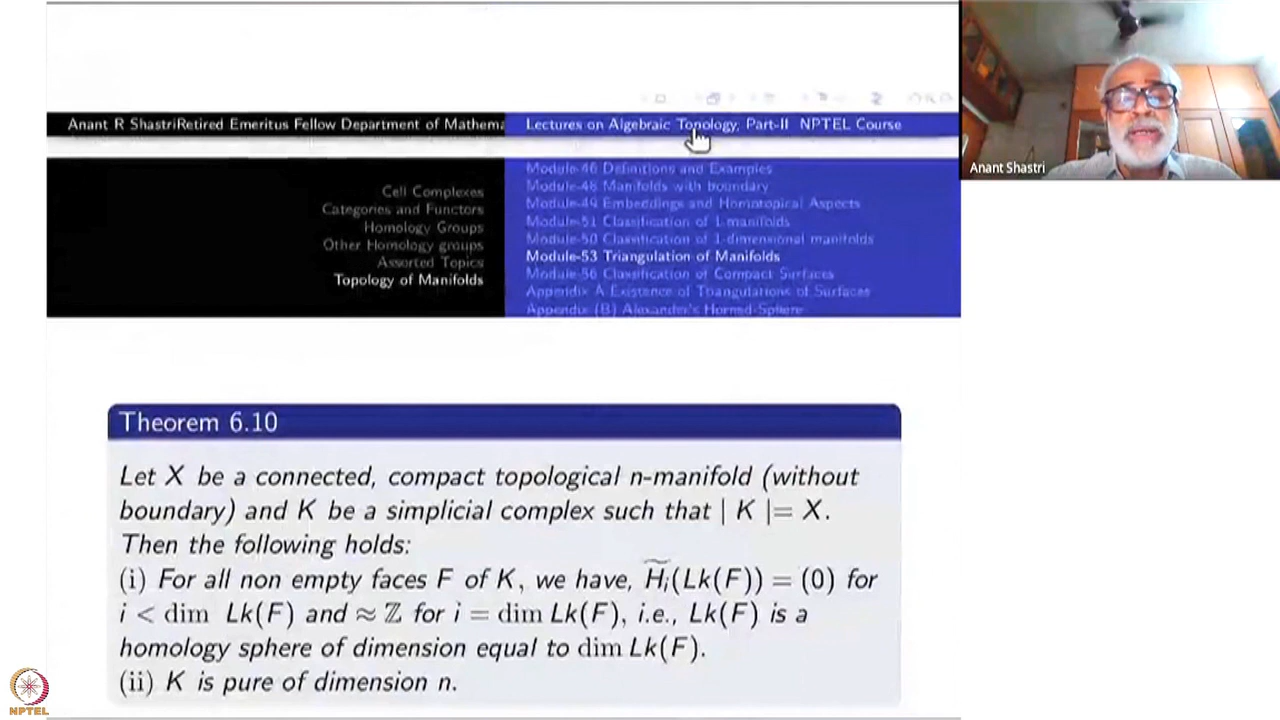 Anant R ShastriRetired Emeritus Fellow Department of Mathema
Lectures on Algebraic Topology, Part-II NPTEL Course
Cell Complexes
Categories and Functors
Homology Groups
Other Homology groups
Assorted Topics
Topology of Manifolds
Module-46 Definitions and Examples
Module-48 Manifolds with boundary
Module-49 Embeddings and Homotopical Aspects
Module-51 Classification of 1-manifolds
Module-50 Classification of 1-dimensional manifolds
Module-53 Triangulation of Manifolds
Module-56 Classification of Compact Surfaces
Appendix A Existence of Triangulations of Surfaces
Appendix (B) Alexander's Horned-Sphere
Anant Shastri
Theorem 6.10
Let X be a connected, compact topological n-manifold (without
boundary) and K be a simplicial complex such that | K |= X.
Then the following holds:
(i) For all non empty faces F of K, we have, H̃ᵢ(Lk(F)) = (0) for
i < dim Lk(F) and ≈ ℤ for i = dim Lk(F), i.e., Lk(F) is a
homology sphere of dimension equal to dim Lk(F).
(ii) K is pure of dimension n.
NPTEL